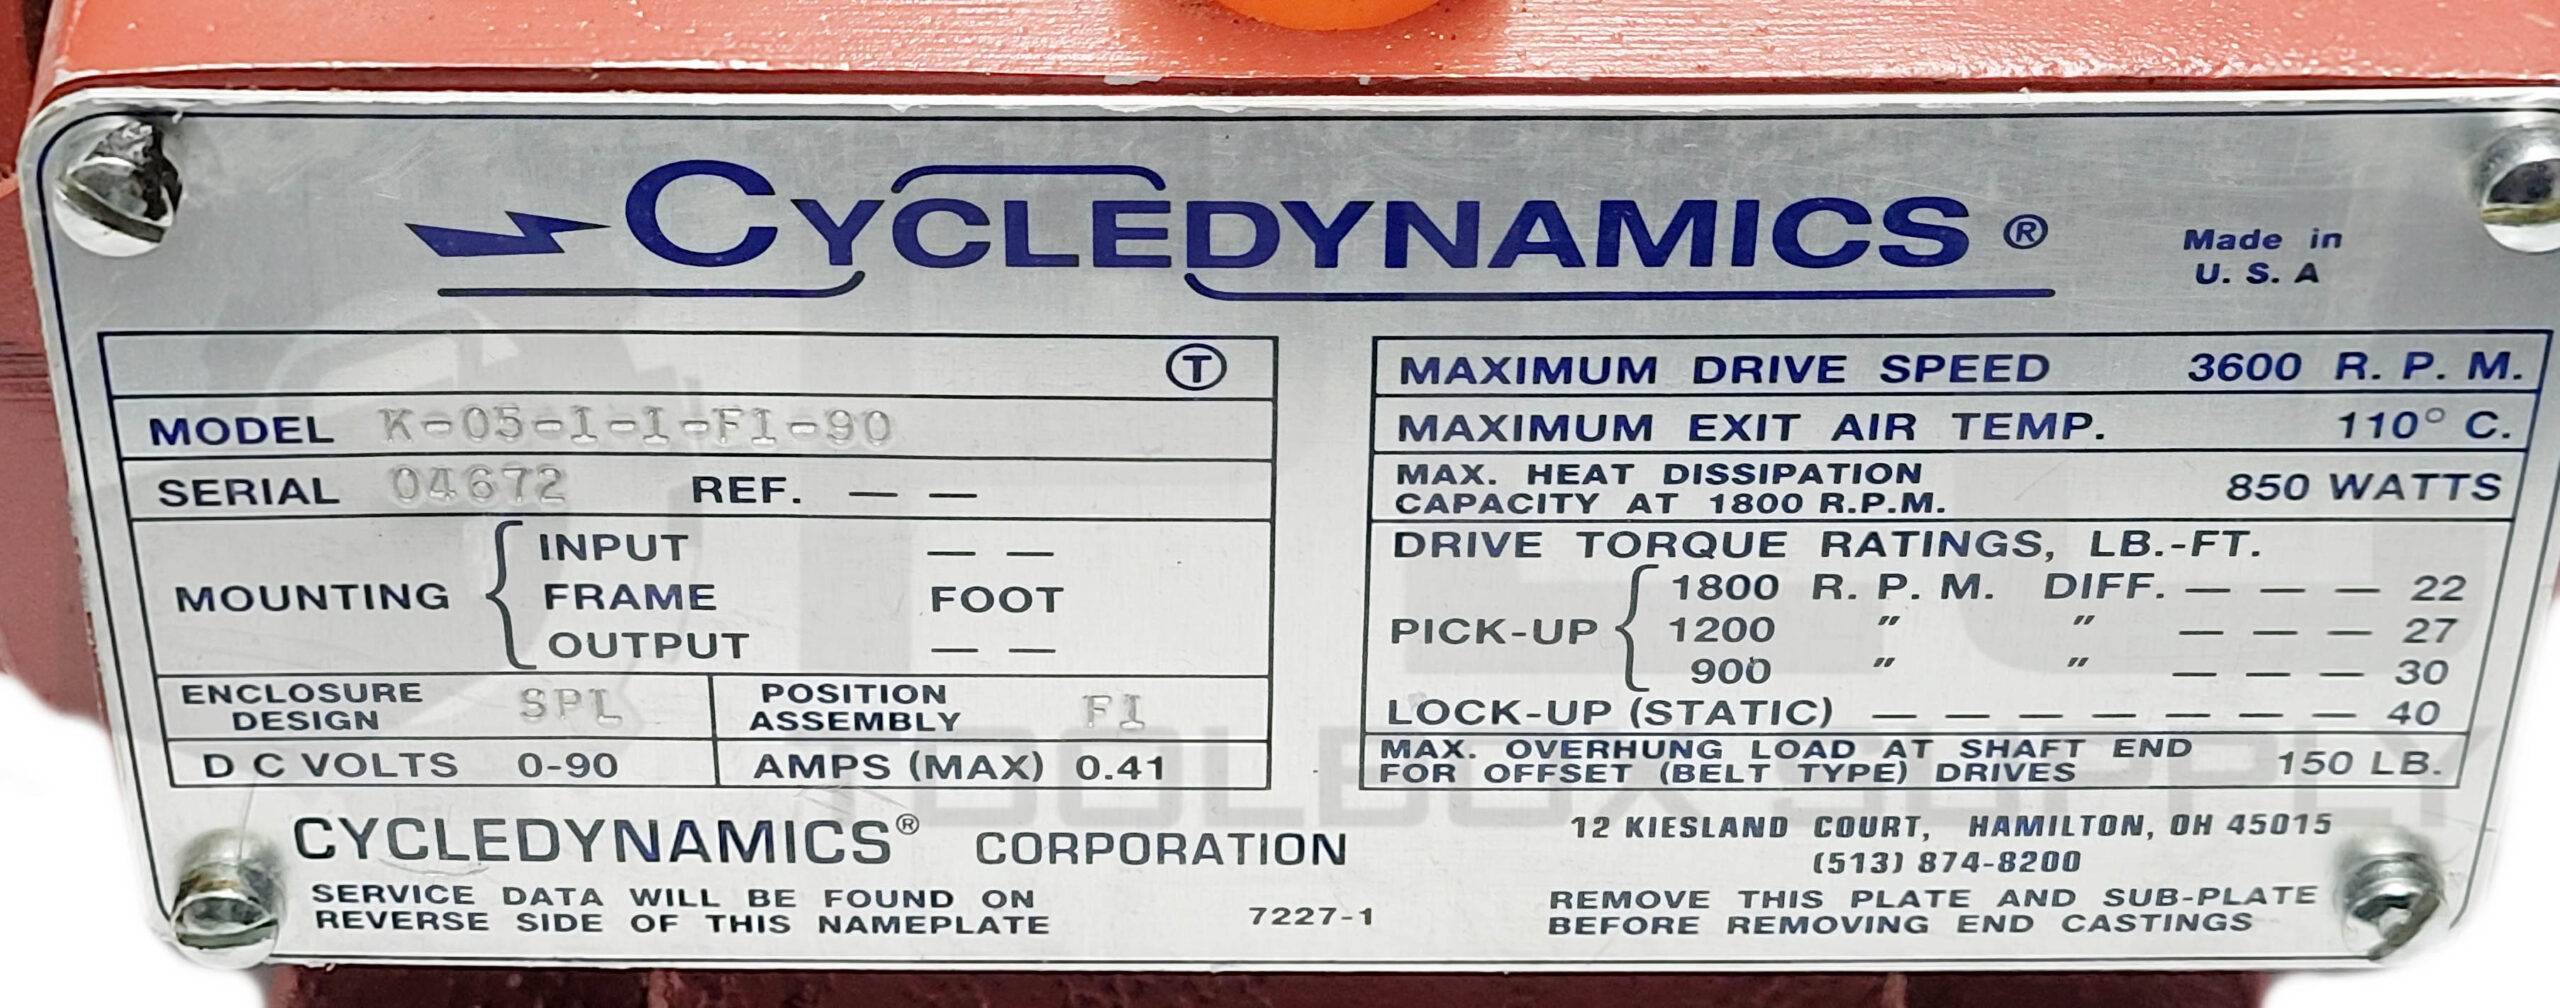 CYCLEDYNAMICS ®
Made in
U. S. A
T
MODEL K-05-1-1-F1-90
SERIAL 04672 REF. — —
MOUNTING
INPUT — —
FRAME FOOT
OUTPUT — —
ENCLOSURE DESIGN SPL
POSITION ASSEMBLY F1
D C VOLTS 0-90
AMPS (MAX) 0.41
MAXIMUM DRIVE SPEED 3600 R. P. M.
MAXIMUM EXIT AIR TEMP. 110° C.
MAX. HEAT DISSIPATION
CAPACITY AT 1800 R.P.M. 850 WATTS
DRIVE TORQUE RATINGS, LB.-FT.
PICK-UP
1800 R. P. M. DIFF. — — — 22
1200 " " — — — 27
900 " " — — — 30
LOCK-UP (STATIC) — — — — — — — 40
MAX. OVERHUNG LOAD AT SHAFT END
FOR OFFSET (BELT TYPE) DRIVES 150 LB.
CYCLEDYNAMICS® CORPORATION
SERVICE DATA WILL BE FOUND ON
REVERSE SIDE OF THIS NAMEPLATE
7227-1
12 KIESLAND COURT, HAMILTON, OH 45015
(513) 874-8200
REMOVE THIS PLATE AND SUB-PLATE
BEFORE REMOVING END CASTINGS
TOOLBOX SUPPLY